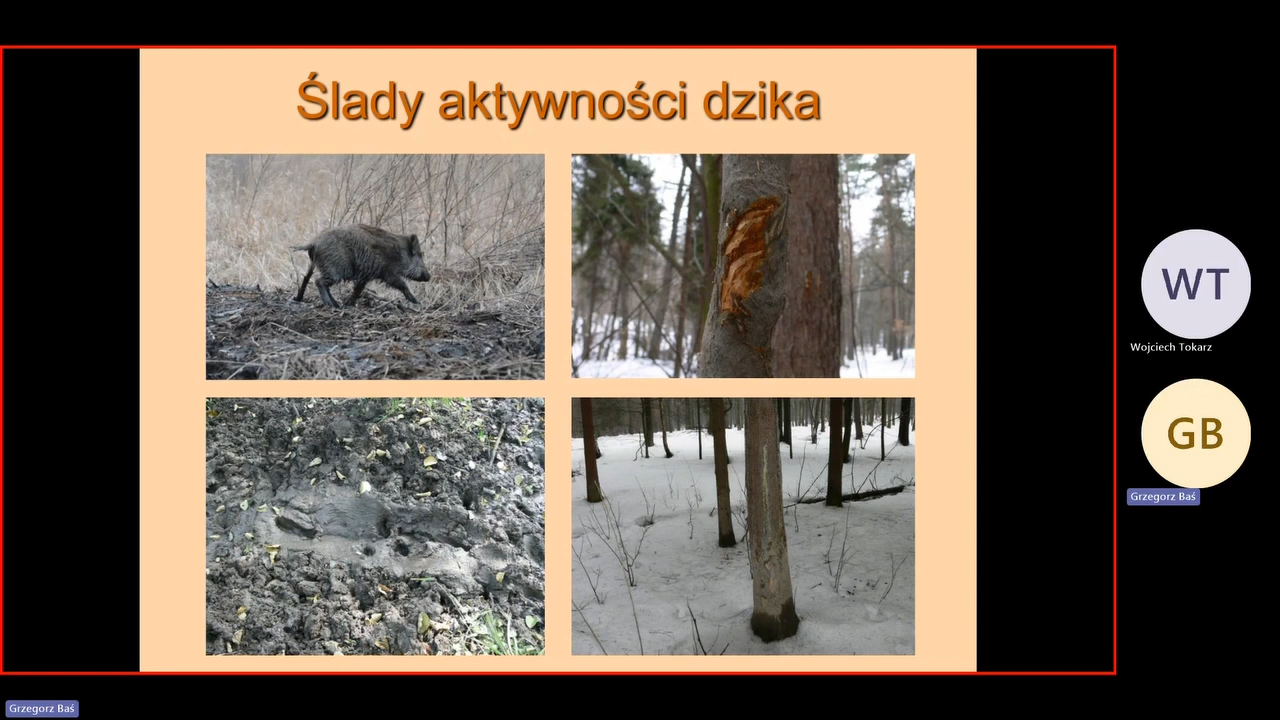 Ślady aktywności dzika
WT
Wojciech Tokarz
GB
Grzegorz Baś
Grzegorz Baś